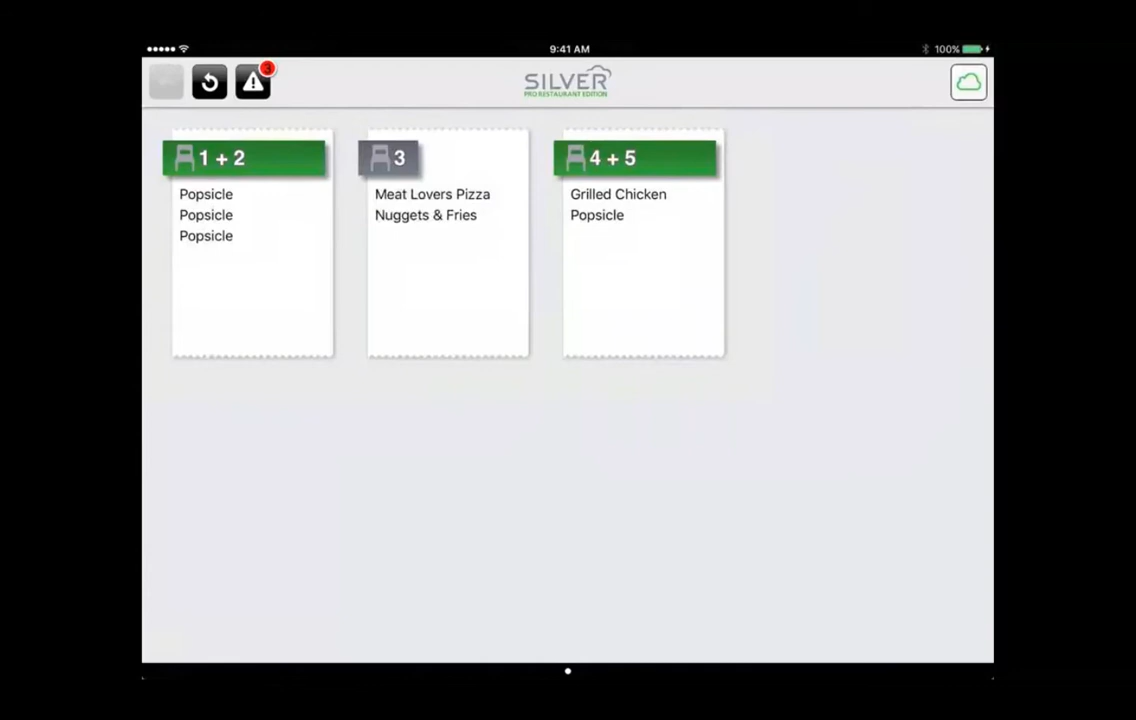 9:41 AM
100%
3
SILVER
PRO RESTAURANT EDITION
1 + 2
Popsicle
Popsicle
Popsicle
3
Meat Lovers Pizza
Nuggets & Fries
4 + 5
Grilled Chicken
Popsicle